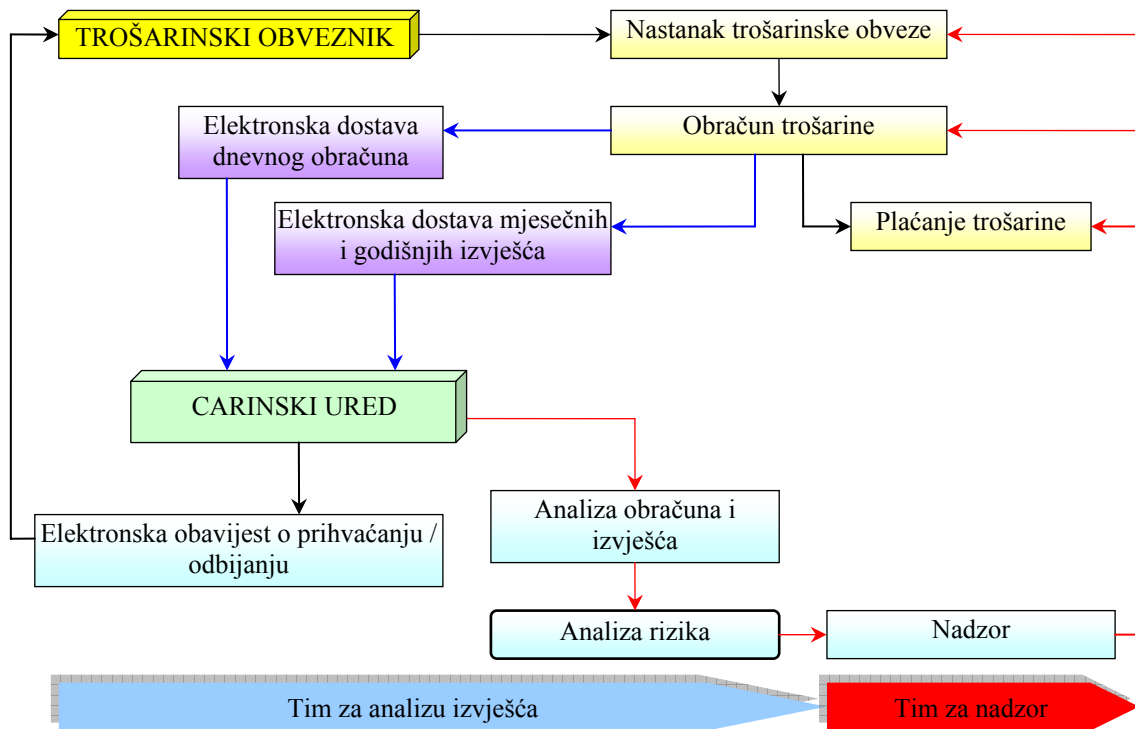 TROŠARINSKI OBVEZNIK
Nastanak trošarinske obveze
Elektronska dostava
dnevnog obračuna
Obračun trošarine
Elektronska dostava mjesečnih
i godišnjih izvješća
Plaćanje trošarine
CARINSKI URED
Elektronska obavijest o prihvaćanju /
odbijanju
Analiza obračuna i
izvješća
Analiza rizika
Nadzor
Tim za analizu izvješća
Tim za nadzor